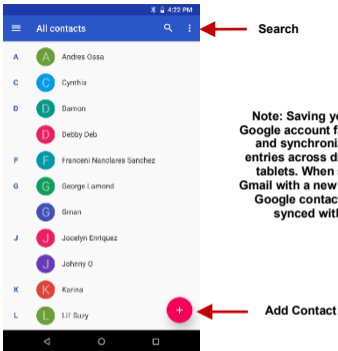 4:22 PM
All contacts
Search
A
A
Andres Ossa
C
C
Cynthia
D
D
Damon
D
Debby Deb
F
F
Franceni Nanclares Sanchez
G
G
George Lamond
G
Gman
J
J
Jocelyn Enriquez
J
Johnny O
K
K
Karina
L
L
Lil' Suzy
Add Contact
Note: Saving yo
Google account f
and synchroni
entries across d
tablets. When
Gmail with a new
Google contac
synced wit